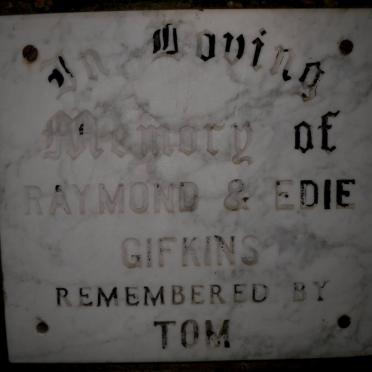 In Loving
Memory of
RAYMOND & EDIE
GIFKINS
REMEMBERED BY
TOM